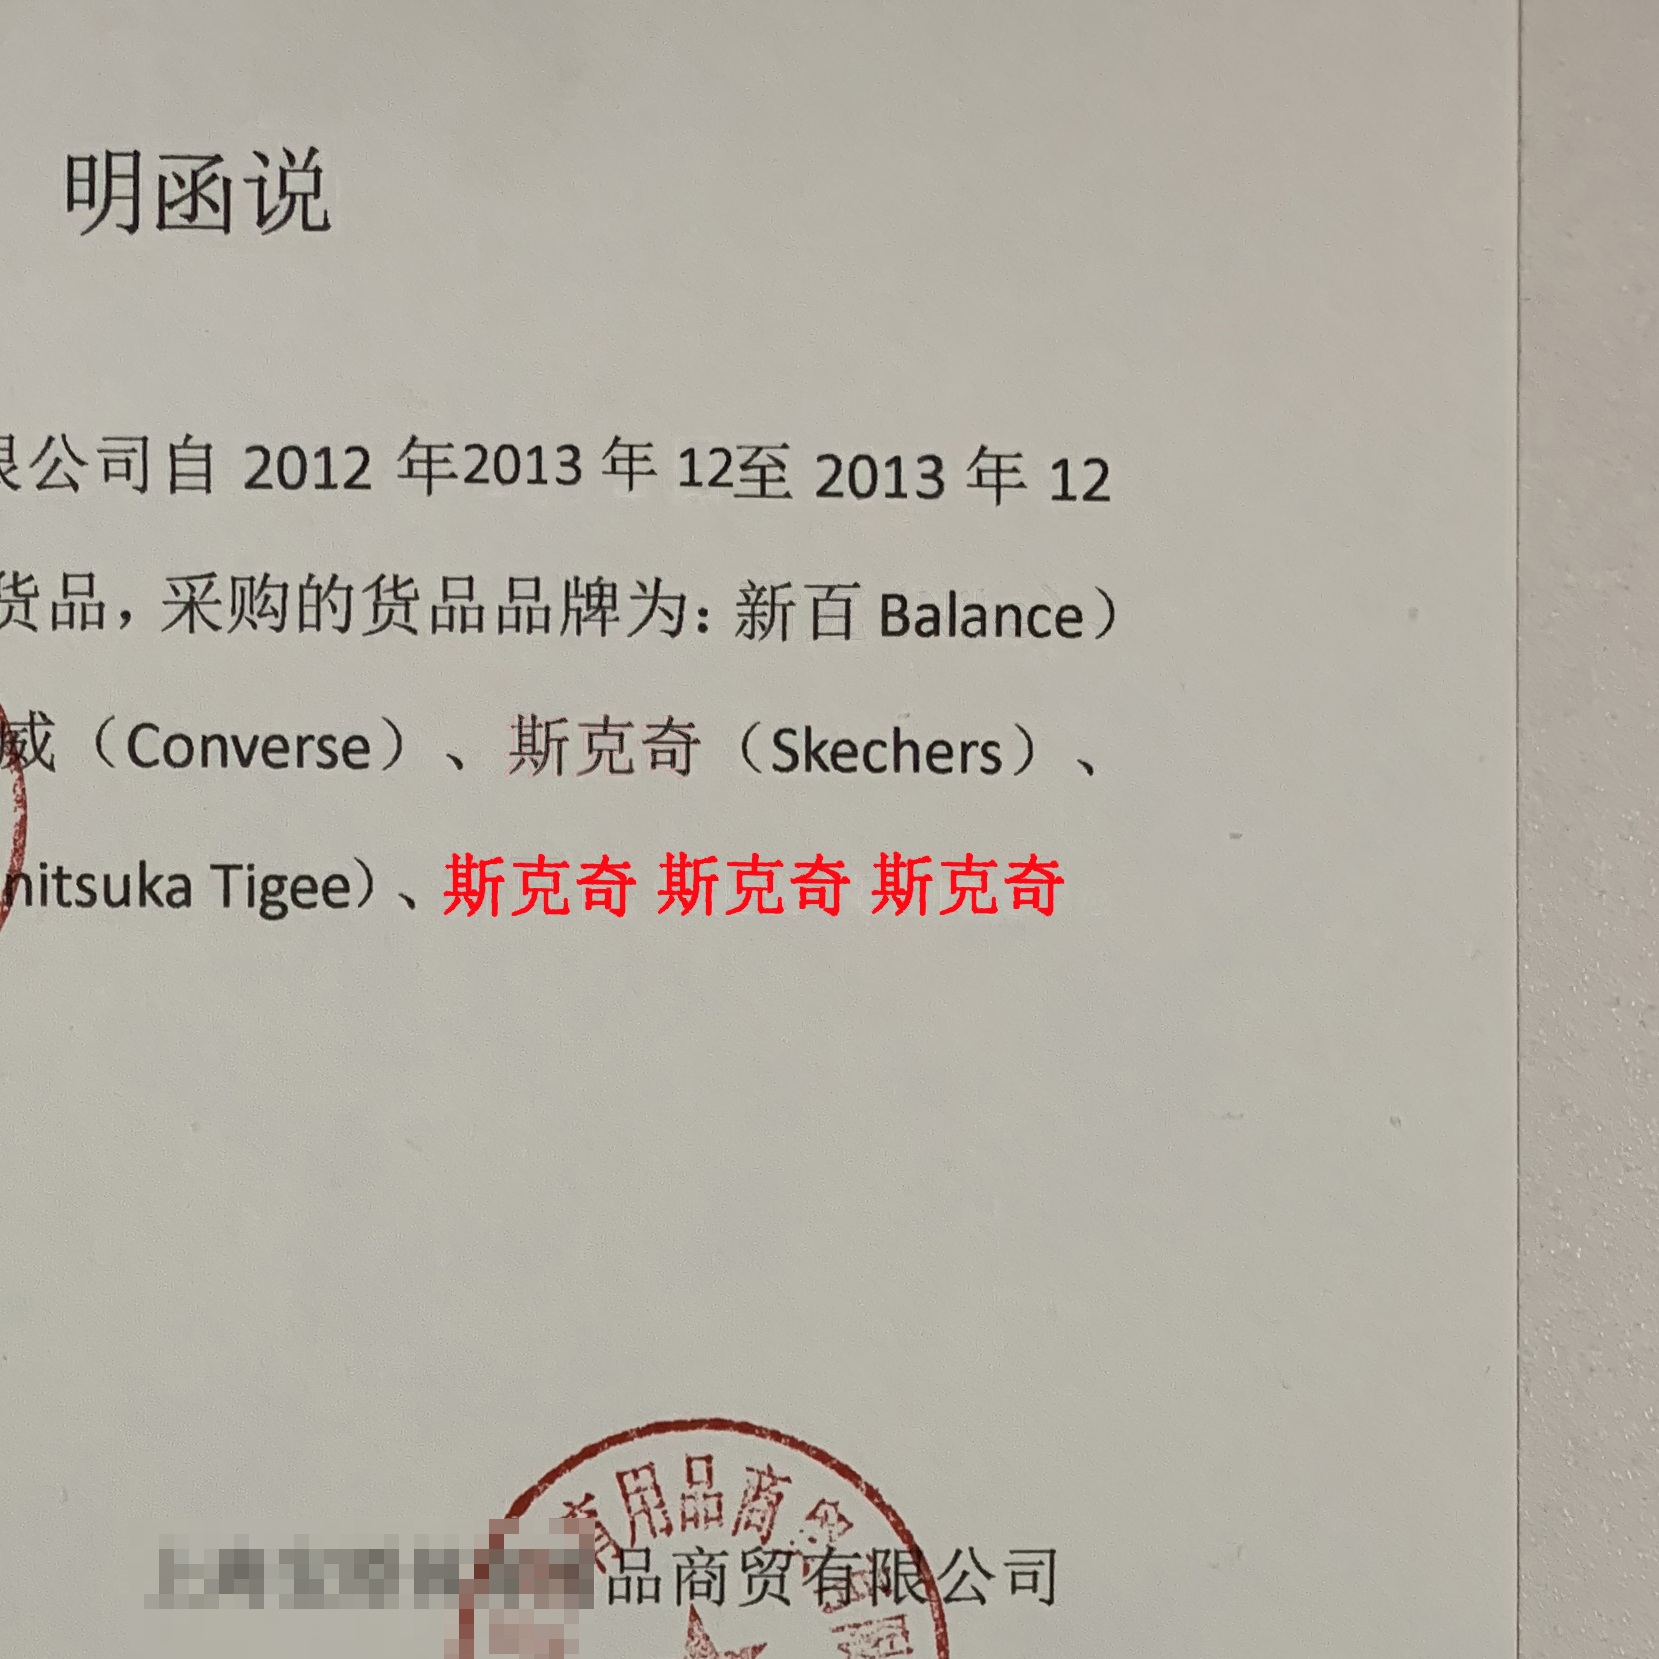 明函说
限公司自 2012 年2013 年 12至 2013 年 12
货品，采购的货品品牌为：新百 Balance）
威（Converse）、斯克奇（Skechers）、
nitsuka Tigee）、斯克奇 斯克奇 斯克奇
用品商
品商贸有限公司